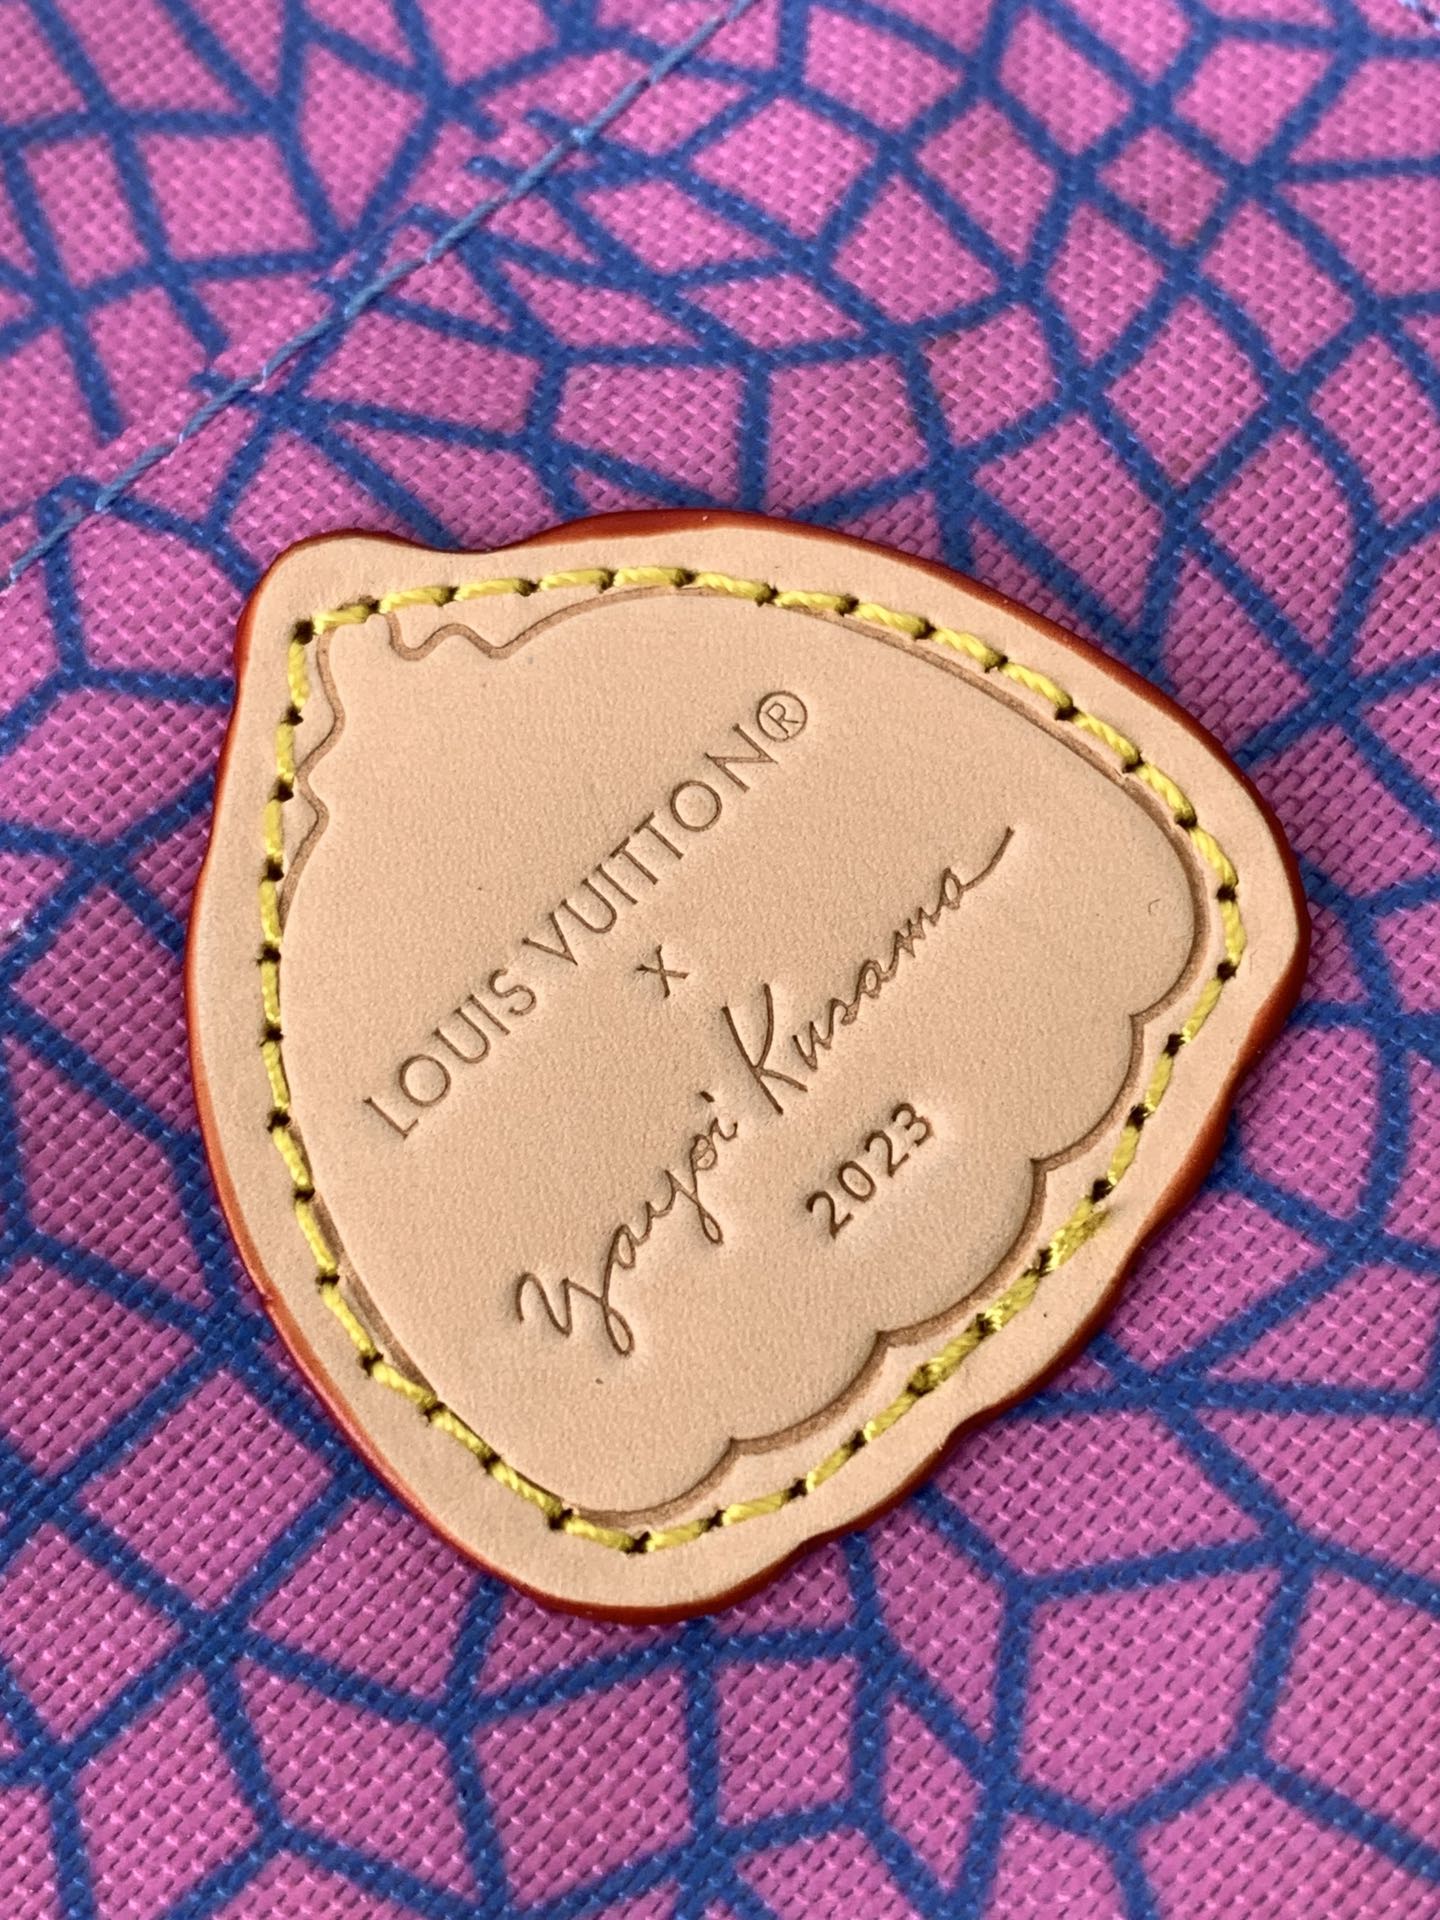 LOUIS VUITTON®
x
Yayoi Kusama
2023